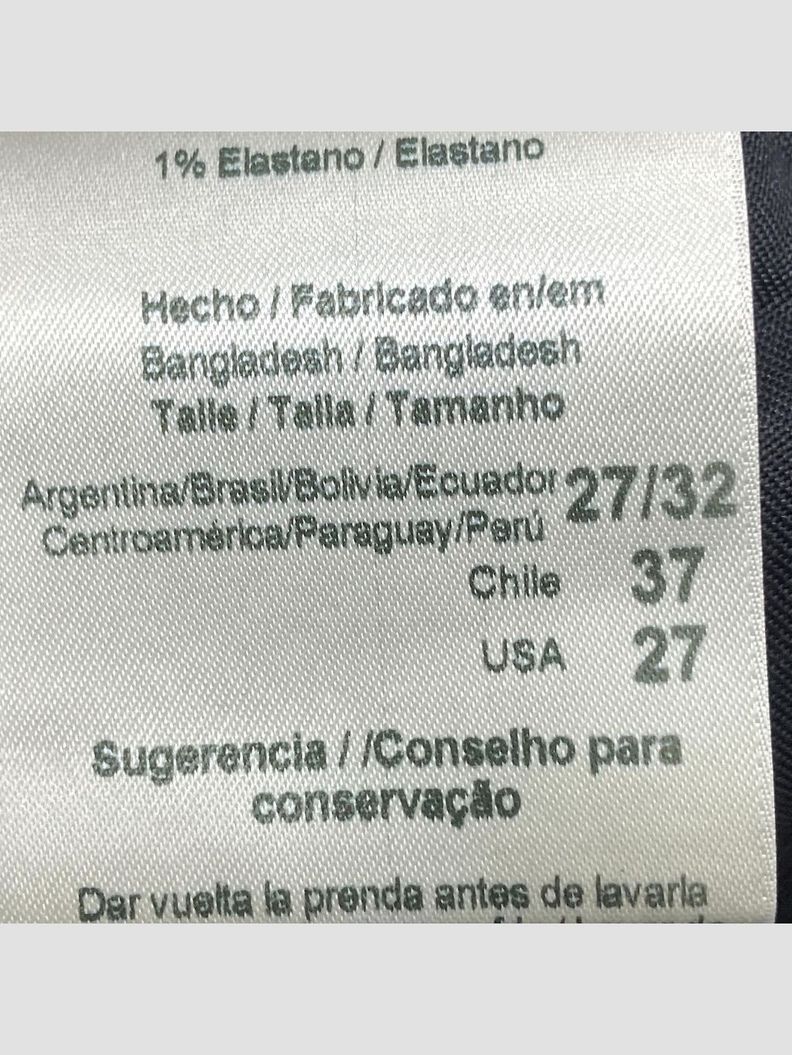 1% Elastano / Elastano
Hecho / Fabricado en/em
Bangladesh / Bangladesh
Talle / Talla / Tamanho
Argentina/Brasil/Bolivia/Ecuador 27/32
Centroamérica/Paraguay/Perú
Chile 37
USA 27
Sugerencia / /Conselho para
conservação
Dar vuelta la prenda antes de lavarla